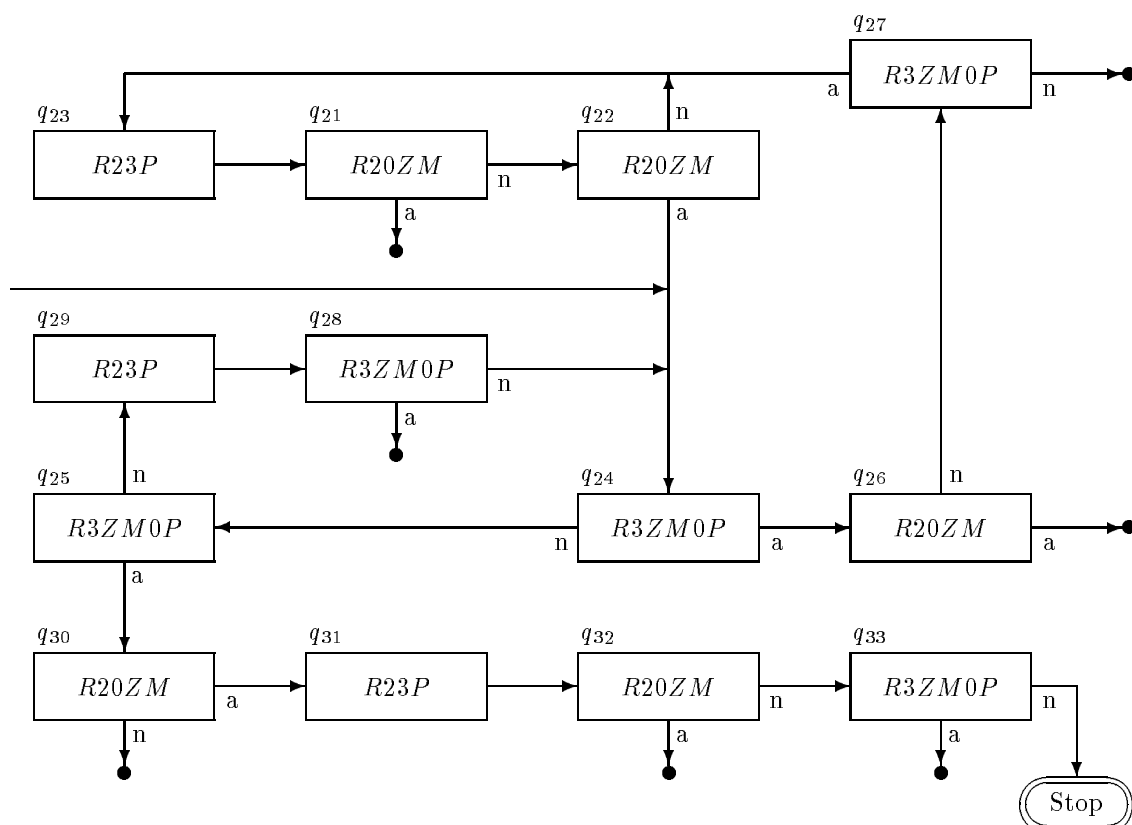 q27
R3ZM0P
a
n
q23
q21
q22
n
R23P
R20ZM
n
R20ZM
a
a
q29
q28
R23P
R3ZM0P
n
a
q25
n
q24
q26
n
R3ZM0P
n
R3ZM0P
a
R20ZM
a
a
q30
q31
q32
q33
R20ZM
a
R23P
R20ZM
n
R3ZM0P
n
n
a
a
Stop